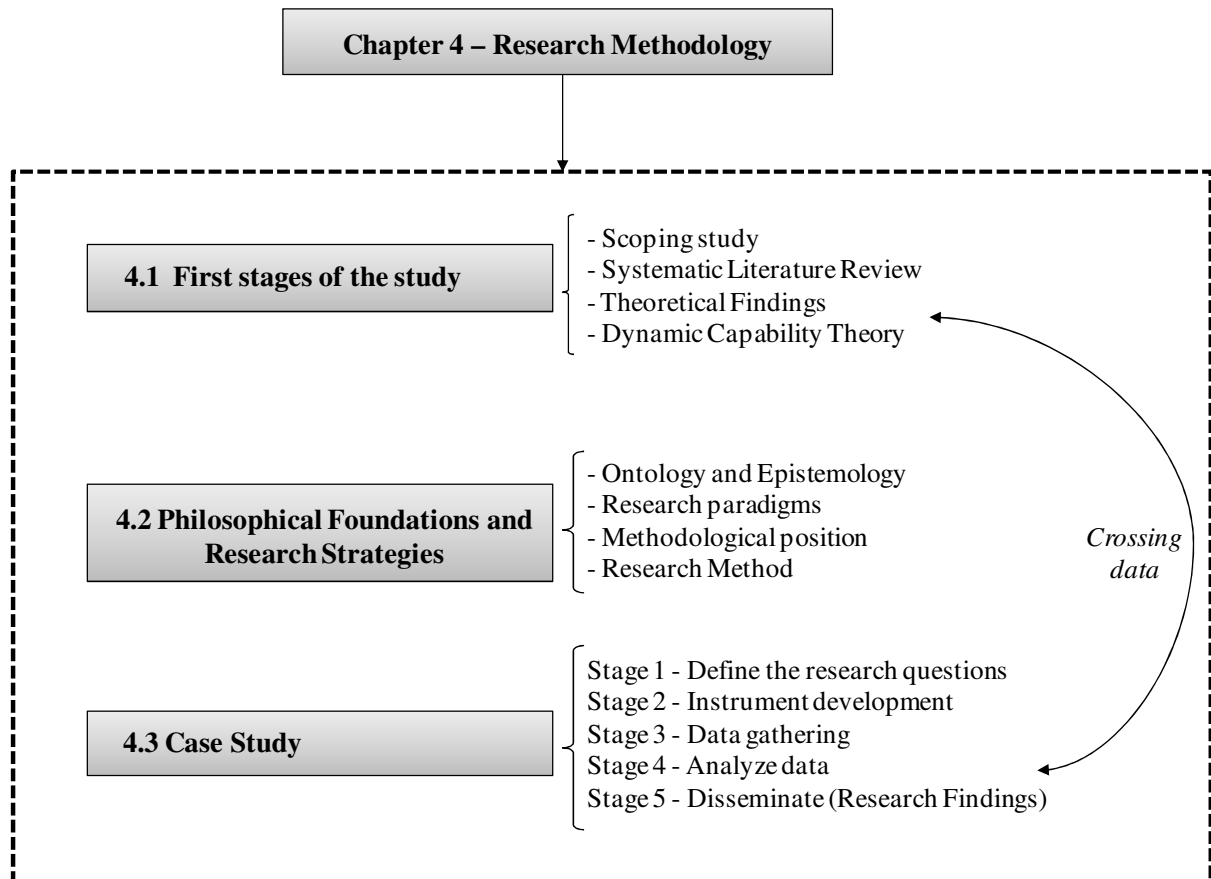 Chapter 4 – Research Methodology
4.1 First stages of the study
- Scoping study
- Systematic Literature Review
- Theoretical Findings
- Dynamic Capability Theory
4.2 Philosophical Foundations and
Research Strategies
- Ontology and Epistemology
- Research paradigms
- Methodological position
- Research Method
Crossing
data
4.3 Case Study
Stage 1 - Define the research questions
Stage 2 - Instrument development
Stage 3 - Data gathering
Stage 4 - Analyze data
Stage 5 - Disseminate (Research Findings)